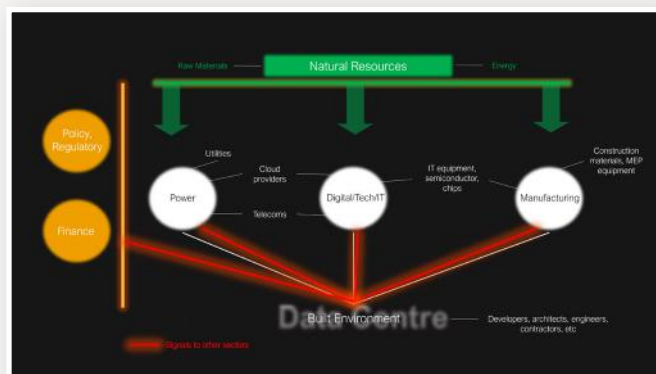 Raw Materials
Natural Resources
Energy
Policy,
Regulatory
Utilities
Cloud
providers
IT equipment,
semiconductor,
chips
Construction
materials, MEP
equipment
Power
Digital/Tech/IT
Manufacturing
Telecoms
Finance
Data Centre
Built Environment
Developers, architects, engineers,
contractors, etc
Signals to other sectors